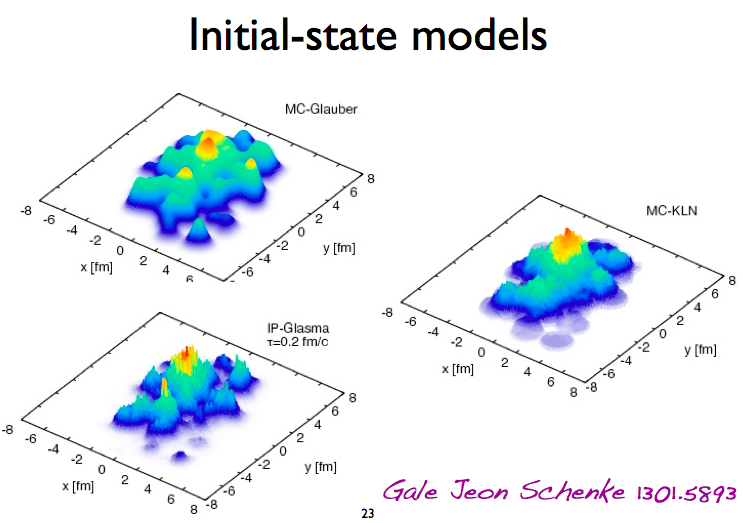 Initial-state models
MC-Glauber
-8 -6 -4 -2 0 2 4 6
x [fm]
-6 -4 -2 0 2 4 6 8
y [fm]
MC-KLN
-8 -6 -4 -2 0 2 4 6 8
x [fm]
-8 -6 -4 -2 0 2 4 6 8
y [fm]
IP-Glasma
τ=0.2 fm/c
-8 -6 -4 -2 0 2 4 6 8
x [fm]
-8 -6 -4 -2 0 2 4 6 8
y [fm]
Gale Jeon Schenke 1301.5893
23